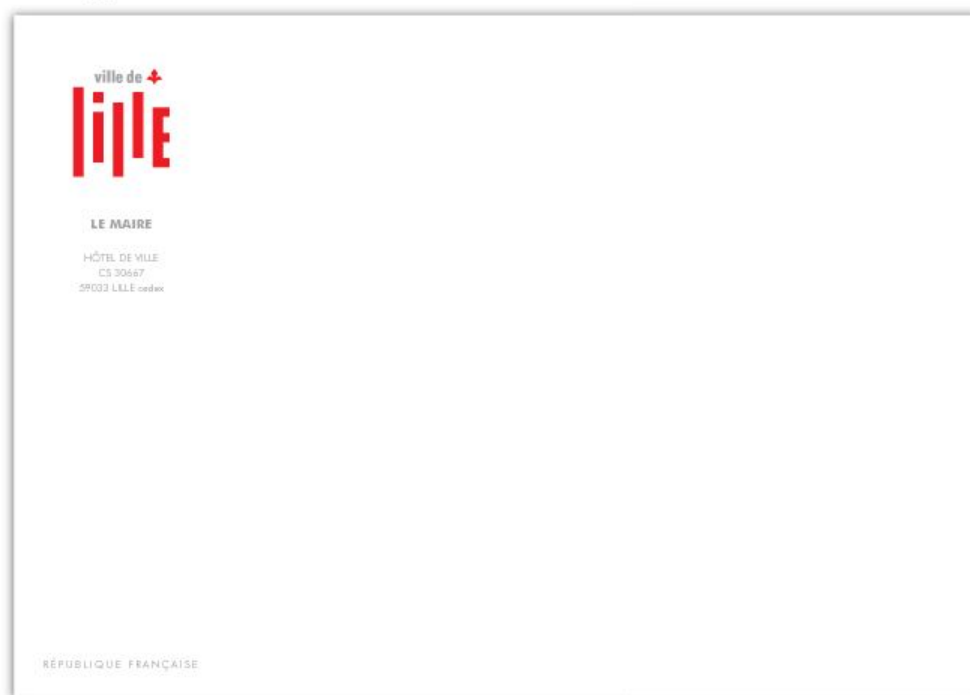 ville de
lille
LE MAIRE
HÔTEL DE VILLE
CS 30667
59033 LILLE cedex
RÉPUBLIQUE FRANÇAISE